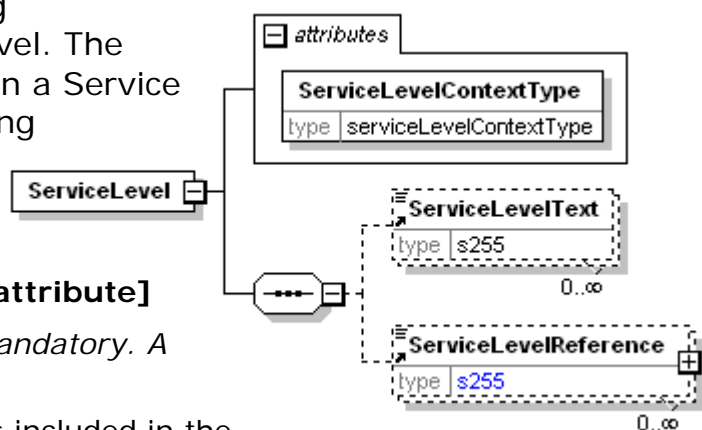 g
vel. The
n a Service
ng
attributes
ServiceLevelContextType
type serviceLevelContextType
ServiceLevel
ServiceLevelText
type s255
0..∞
attribute]
andatory. A
ServiceLevelReference
type s255
0..∞
s included in the